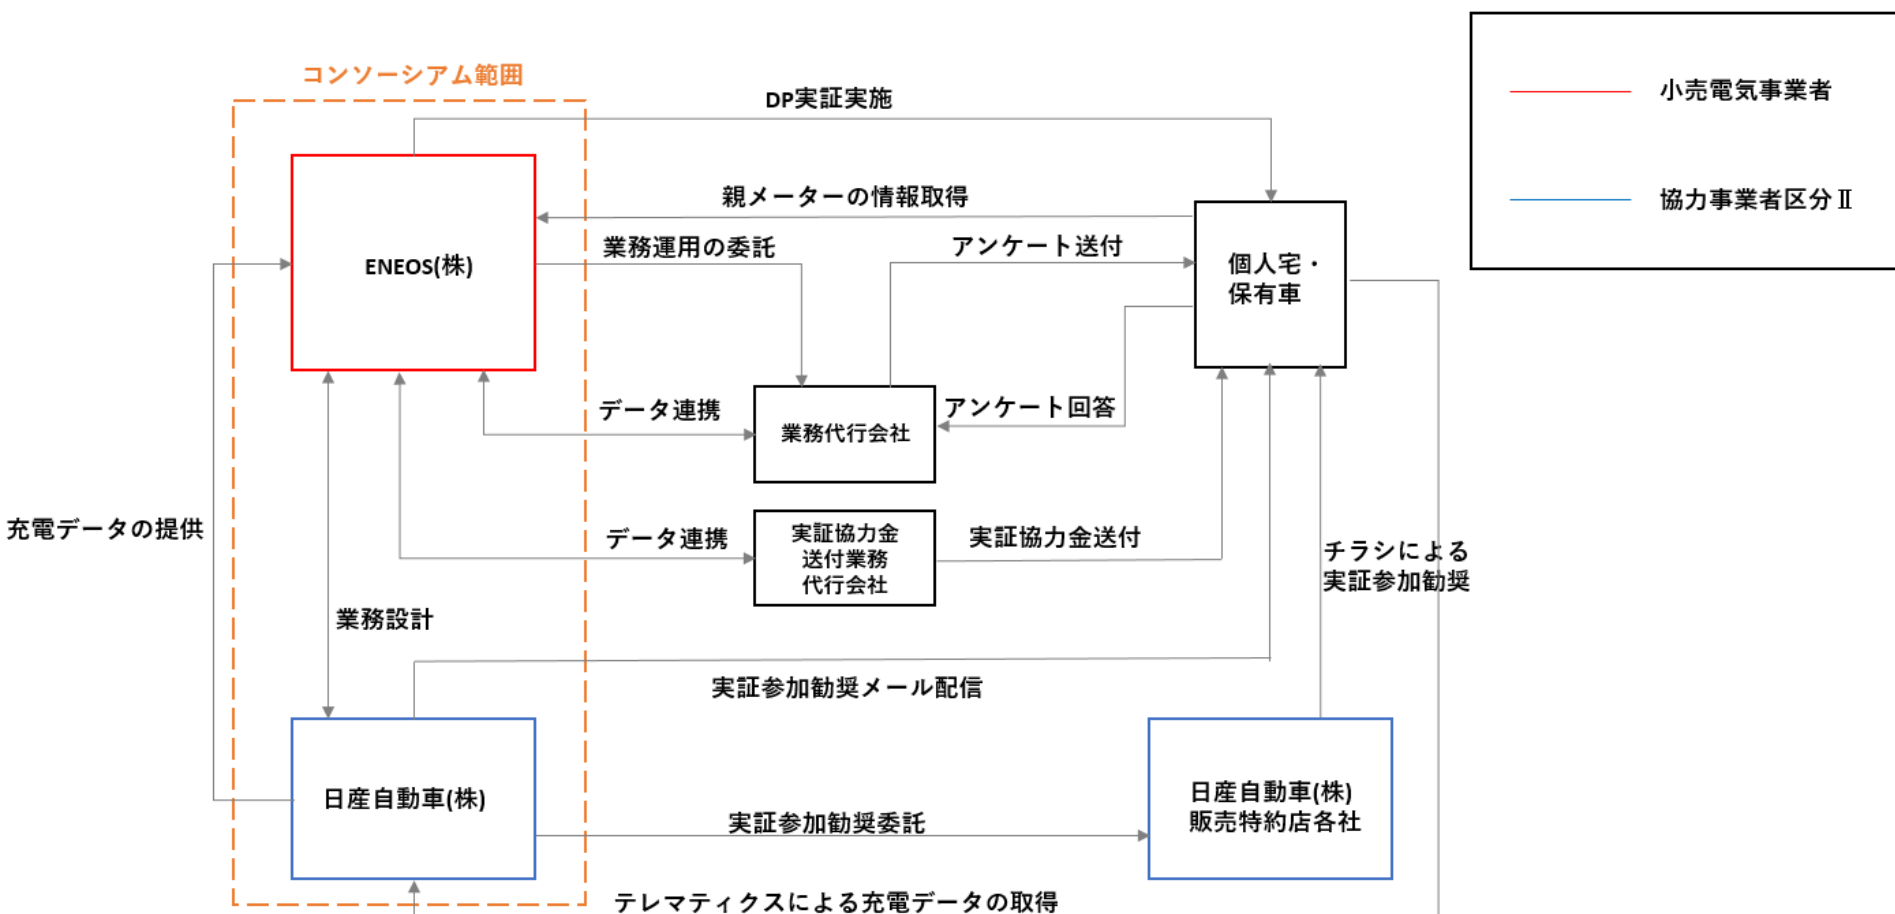 コンソーシアム範囲
DP実証実施
小売電気事業者
協力事業者区分Ⅱ
親メーターの情報取得
業務運用の委託
アンケート送付
ENEOS(株)
個人宅・
保有車
データ連携
アンケート回答
業務代行会社
充電データの提供
データ連携
実証協力金
送付業務
代行会社
実証協力金送付
チラシによる
実証参加勧奨
業務設計
実証参加勧奨メール配信
日産自動車(株)
実証参加勧奨委託
日産自動車(株)
販売特約店各社
テレマティクスによる充電データの取得